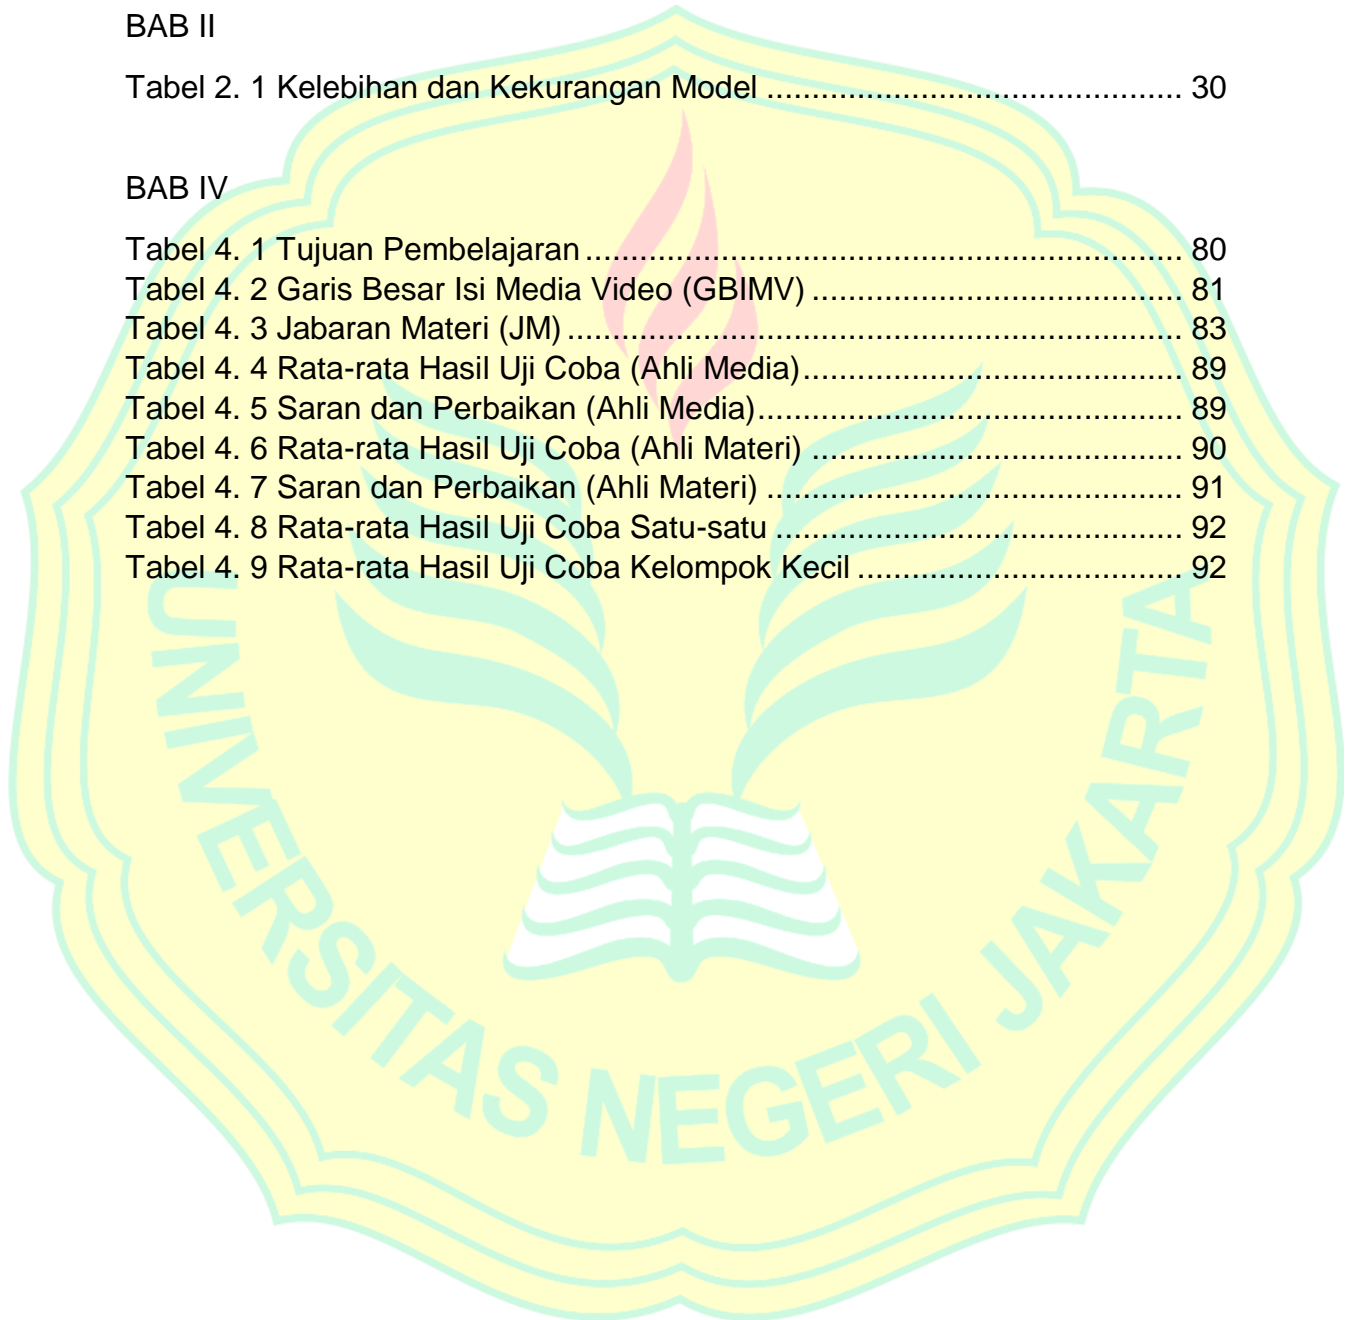 BAB II
Tabel 2. 1 Kelebihan dan Kekurangan Model .............................................. 30
BAB IV
Tabel 4. 1 Tujuan Pembelajaran .................................................................. 80
Tabel 4. 2 Garis Besar Isi Media Video (GBIMV) ......................................... 81
Tabel 4. 3 Jabaran Materi (JM) .................................................................... 83
Tabel 4. 4 Rata-rata Hasil Uji Coba (Ahli Media).......................................... 89
Tabel 4. 5 Saran dan Perbaikan (Ahli Media)............................................... 89
Tabel 4. 6 Rata-rata Hasil Uji Coba (Ahli Materi) ......................................... 90
Tabel 4. 7 Saran dan Perbaikan (Ahli Materi) .............................................. 91
Tabel 4. 8 Rata-rata Hasil Uji Coba Satu-satu ............................................. 92
Tabel 4. 9 Rata-rata Hasil Uji Coba Kelompok Kecil .................................... 92
UNIVERSITAS NEGERI JAKARTA